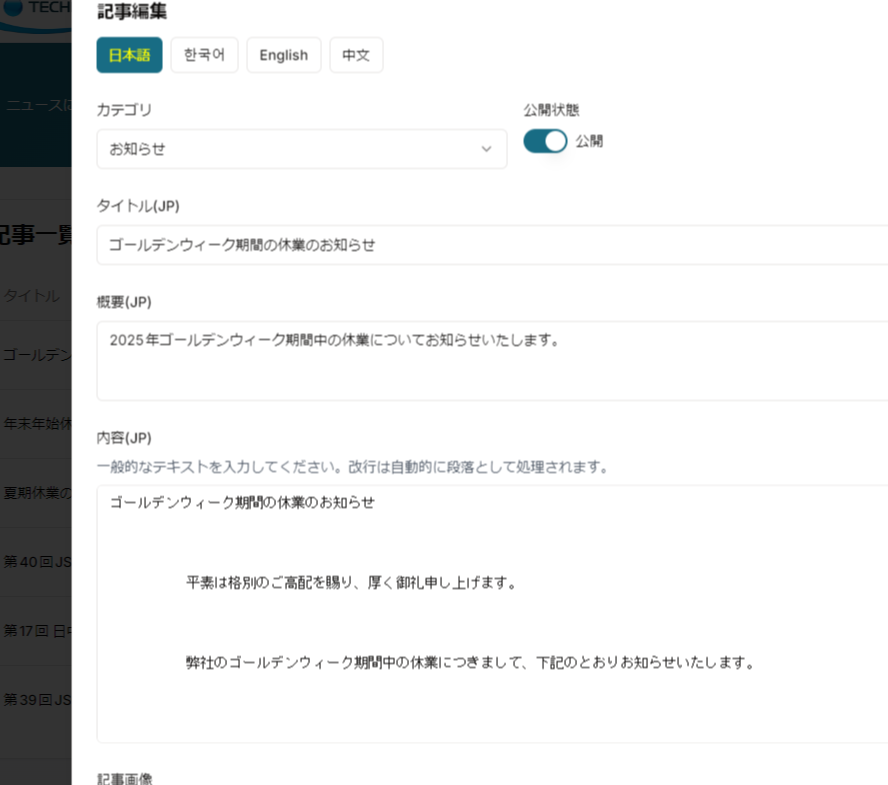 TECH
記事編集
日本語 한국어 English 中文
ニュースに
カテゴリ 公開状態
お知らせ 公開
タイトル(JP)
記事一覧
ゴールデンウィーク期間の休業のお知らせ
タイトル
概要(JP)
2025年ゴールデンウィーク期間中の休業についてお知らせいたします。
ゴールデン
年末年始休
内容(JP)
一般的なテキストを入力してください。改行は自動的に段落として処理されます。
夏期休業の
ゴールデンウィーク期間の休業のお知らせ
第40回JS
平素は格別のご高配を賜り、厚く御礼申し上げます。
第17回 日中
弊社のゴールデンウィーク期間中の休業につきまして、下記のとおりお知らせいたします。
第39回JS
記事画像